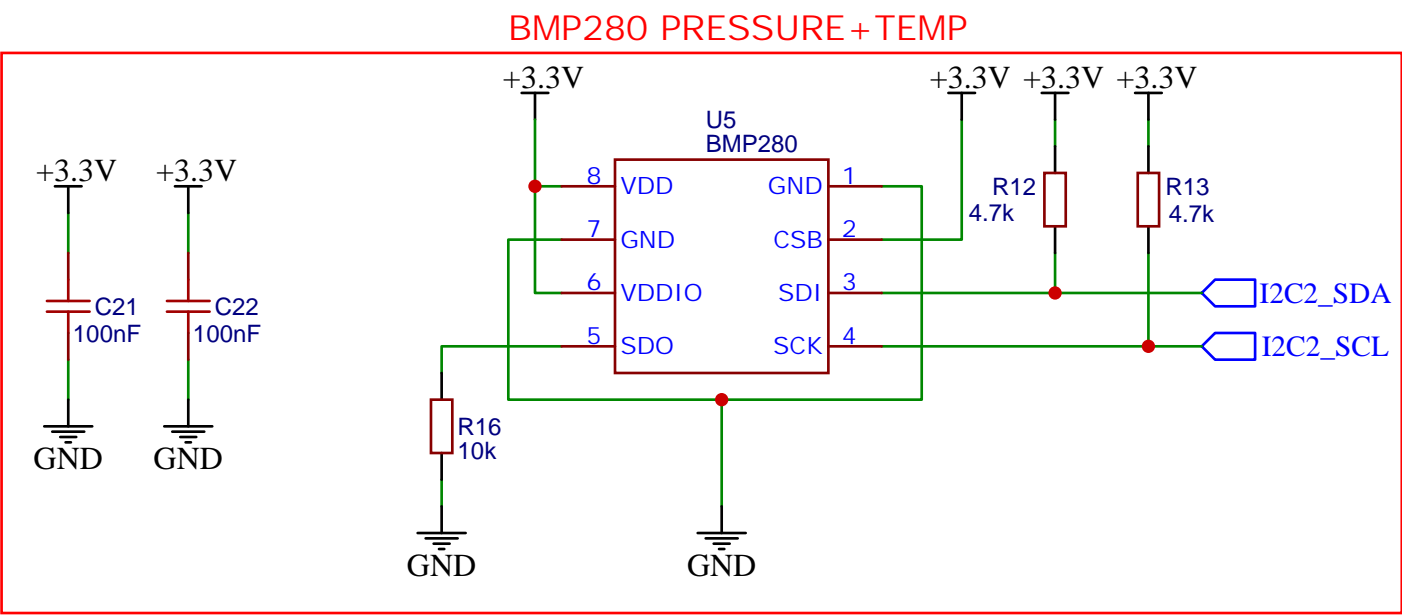 BMP280 PRESSURE+TEMP
+3.3V
+3.3V
+3.3V
+3.3V
U5
BMP280
+3.3V
+3.3V
8
VDD
GND
1
R12
4.7k
R13
4.7k
7
GND
CSB
2
6
VDDIO
SDI
3
I2C2_SDA
C21
100nF
C22
100nF
5
SDO
SCK
4
I2C2_SCL
R16
10k
GND
GND
GND
GND